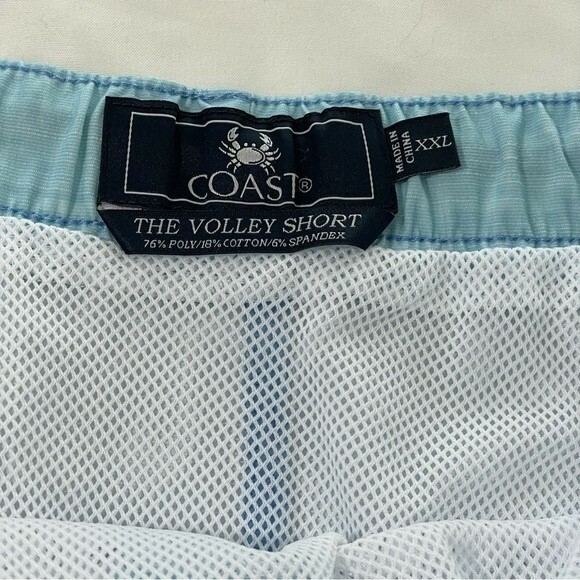 COAST®
THE VOLLEY SHORT
76% POLY/18% COTTON/6% SPANDEX
MADE IN
CHINA
XXL